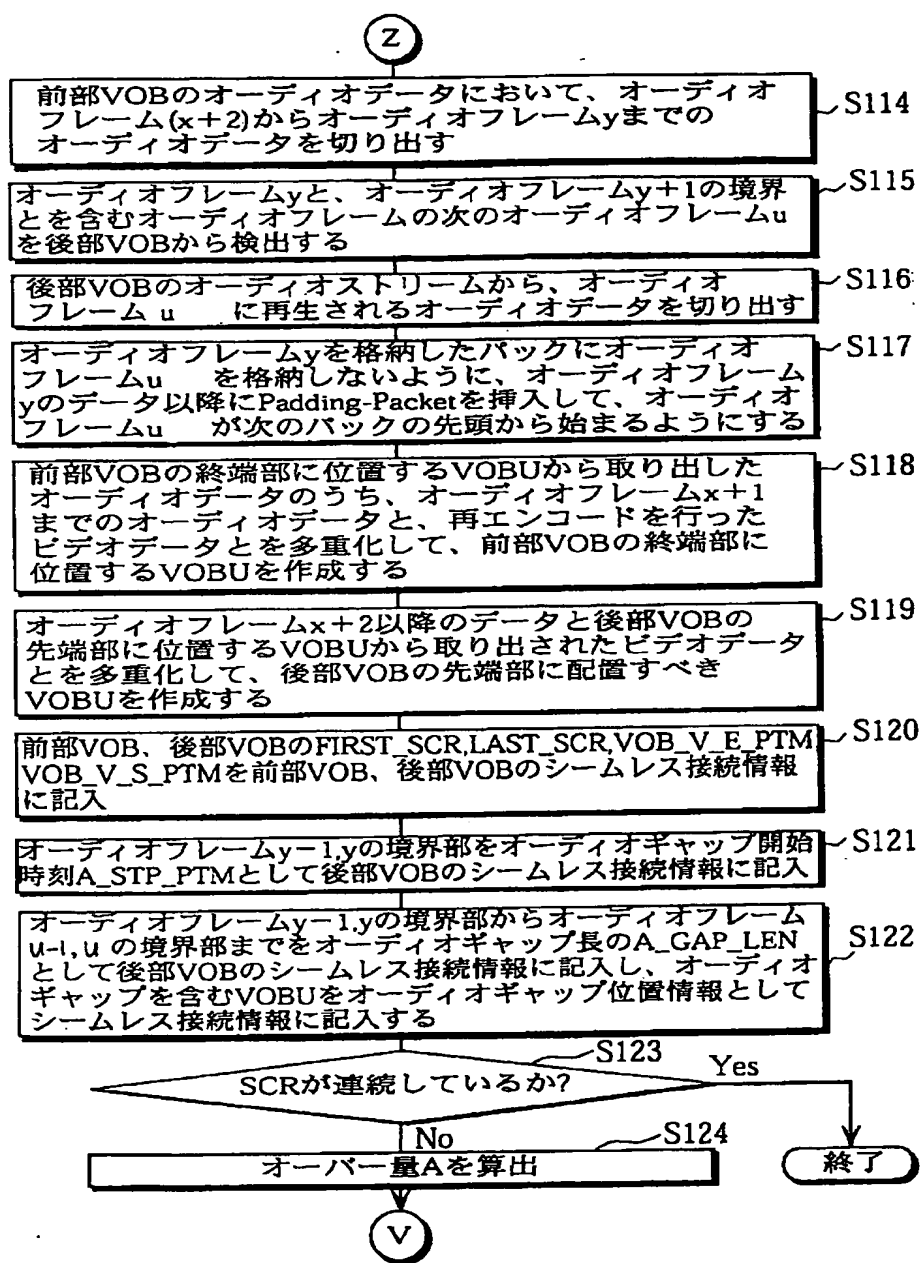 Z
前部VOBのオーディオデータにおいて、オーディオ
フレーム(x+2)からオーディオフレームyまでの
オーディオデータを切り出す
S114
オーディオフレームyと、オーディオフレームy+1の境界
とを含むオーディオフレームの次のオーディオフレームu
を後部VOBから検出する
S115
後部VOBのオーディオストリームから、オーディオ
フレーム u に再生されるオーディオデータを切り出す
S116
オーディオフレームyを格納したパックにオーディオ
フレームu を格納しないように、オーディオフレーム
yのデータ以降にPadding-Packetを挿入して、オーディオ
フレームu が次のパックの先頭から始まるようにする
S117
前部VOBの終端部に位置するVOBUから取り出した
オーディオデータのうち、オーディオフレームx+1
までのオーディオデータと、再エンコードを行った
ビデオデータとを多重化して、前部VOBの終端部に
位置するVOBUを作成する
S118
オーディオフレームx+2以降のデータと後部VOBの
先端部に位置するVOBUから取り出されたビデオデータ
とを多重化して、後部VOBの先端部に配置すべき
VOBUを作成する
S119
前部VOB、後部VOBのFIRST_SCR,LAST_SCR,VOB_V_E_PTM
VOB_V_S_PTMを前部VOB、後部VOBのシームレス接続情報
に記入
S120
オーディオフレームy-1,yの境界部をオーディオギャップ開始
時刻A_STP_PTMとして後部VOBのシームレス接続情報に記入
S121
オーディオフレームy-1,yの境界部からオーディオフレーム
u-1,u の境界部までをオーディオギャップ長のA_GAP_LEN
として後部VOBのシームレス接続情報に記入し、オーディオ
ギャップを含むVOBUをオーディオギャップ位置情報として
シームレス接続情報に記入する
S122
S123
SCRが連続しているか?
Yes
No
S124
オーバー量Aを算出
終了
V